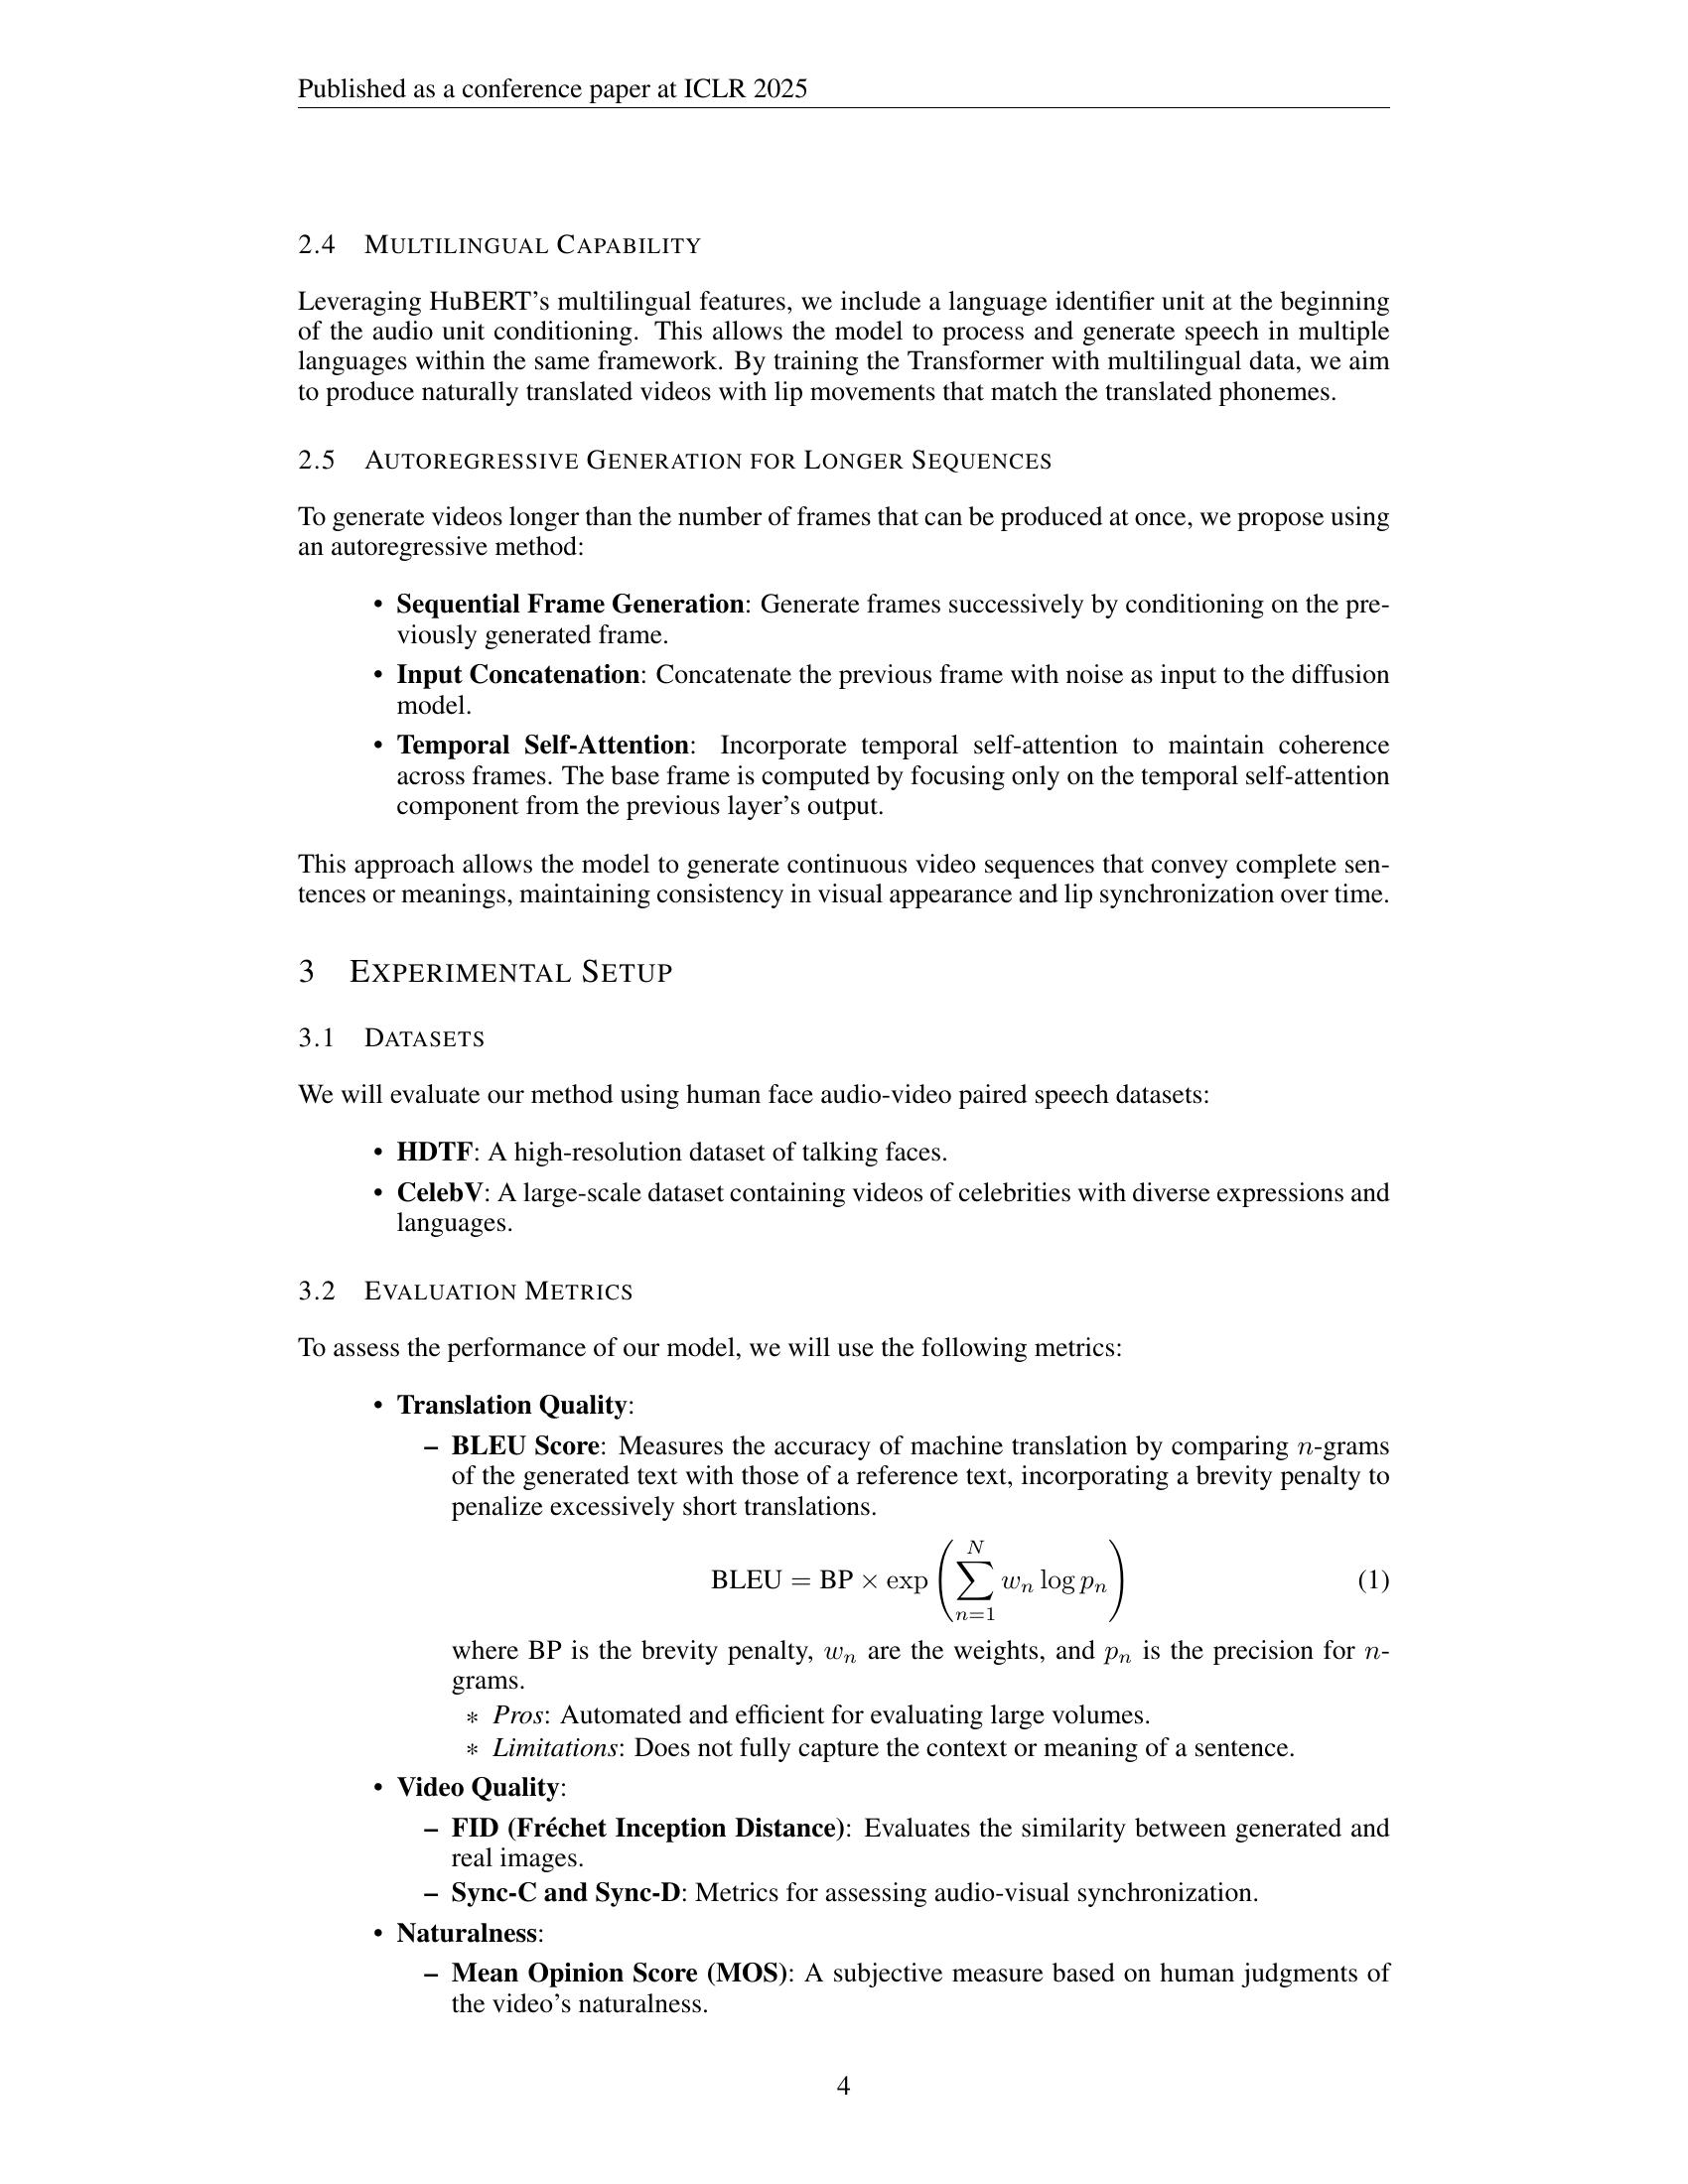 Published as a conference paper at ICLR 2025
2.4 MULTILINGUAL CAPABILITY
Leveraging HuBERT's multilingual features, we include a language identifier unit at the beginning
of the audio unit conditioning. This allows the model to process and generate speech in multiple
languages within the same framework. By training the Transformer with multilingual data, we aim
to produce naturally translated videos with lip movements that match the translated phonemes.
2.5 AUTOREGRESSIVE GENERATION FOR LONGER SEQUENCES
To generate videos longer than the number of frames that can be produced at once, we propose using
an autoregressive method:
• Sequential Frame Generation: Generate frames successively by conditioning on the pre-
viously generated frame.
• Input Concatenation: Concatenate the previous frame with noise as input to the diffusion
model.
• Temporal Self-Attention: Incorporate temporal self-attention to maintain coherence
across frames. The base frame is computed by focusing only on the temporal self-attention
component from the previous layer's output.
This approach allows the model to generate continuous video sequences that convey complete sen-
tences or meanings, maintaining consistency in visual appearance and lip synchronization over time.
3 EXPERIMENTAL SETUP
3.1 DATASETS
We will evaluate our method using human face audio-video paired speech datasets:
• HDTF: A high-resolution dataset of talking faces.
• CelebV: A large-scale dataset containing videos of celebrities with diverse expressions and
languages.
3.2 EVALUATION METRICS
To assess the performance of our model, we will use the following metrics:
• Translation Quality:
– BLEU Score: Measures the accuracy of machine translation by comparing n-grams
of the generated text with those of a reference text, incorporating a brevity penalty to
penalize excessively short translations.
BLEU = BP × exp ( ∑_{n=1}^{N} w_n log p_n ) (1)
where BP is the brevity penalty, w_n are the weights, and p_n is the precision for n-
grams.
∗ Pros: Automated and efficient for evaluating large volumes.
∗ Limitations: Does not fully capture the context or meaning of a sentence.
• Video Quality:
– FID (Fréchet Inception Distance): Evaluates the similarity between generated and
real images.
– Sync-C and Sync-D: Metrics for assessing audio-visual synchronization.
• Naturalness:
– Mean Opinion Score (MOS): A subjective measure based on human judgments of
the video's naturalness.
4